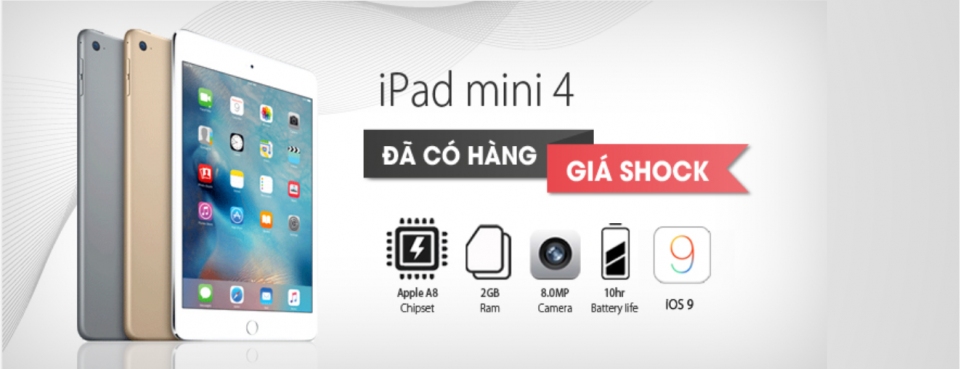 iPad mini 4
ĐÃ CÓ HÀNG
GIÁ SHOCK
Apple A8
Chipset
2GB
Ram
8.0MP
Camera
10hr
Battery life
9
IOS 9